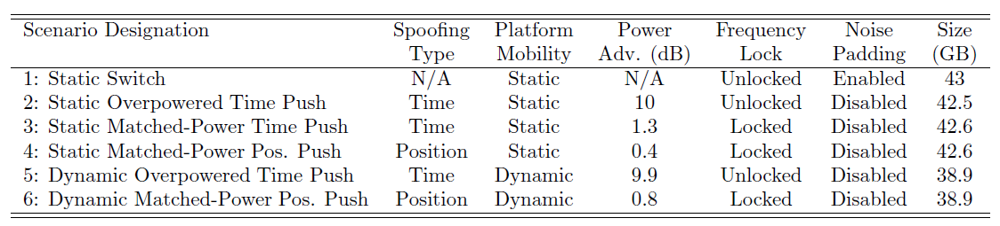 Scenario Designation Spoofing Platform Power Frequency Noise Size
Type Mobility Adv. (dB) Lock Padding (GB)
1: Static Switch N/A Static N/A Unlocked Enabled 43
2: Static Overpowered Time Push Time Static 10 Unlocked Disabled 42.5
3: Static Matched-Power Time Push Time Static 1.3 Locked Disabled 42.6
4: Static Matched-Power Pos. Push Position Static 0.4 Locked Disabled 42.6
5: Dynamic Overpowered Time Push Time Dynamic 9.9 Unlocked Disabled 38.9
6: Dynamic Matched-Power Pos. Push Position Dynamic 0.8 Locked Disabled 38.9